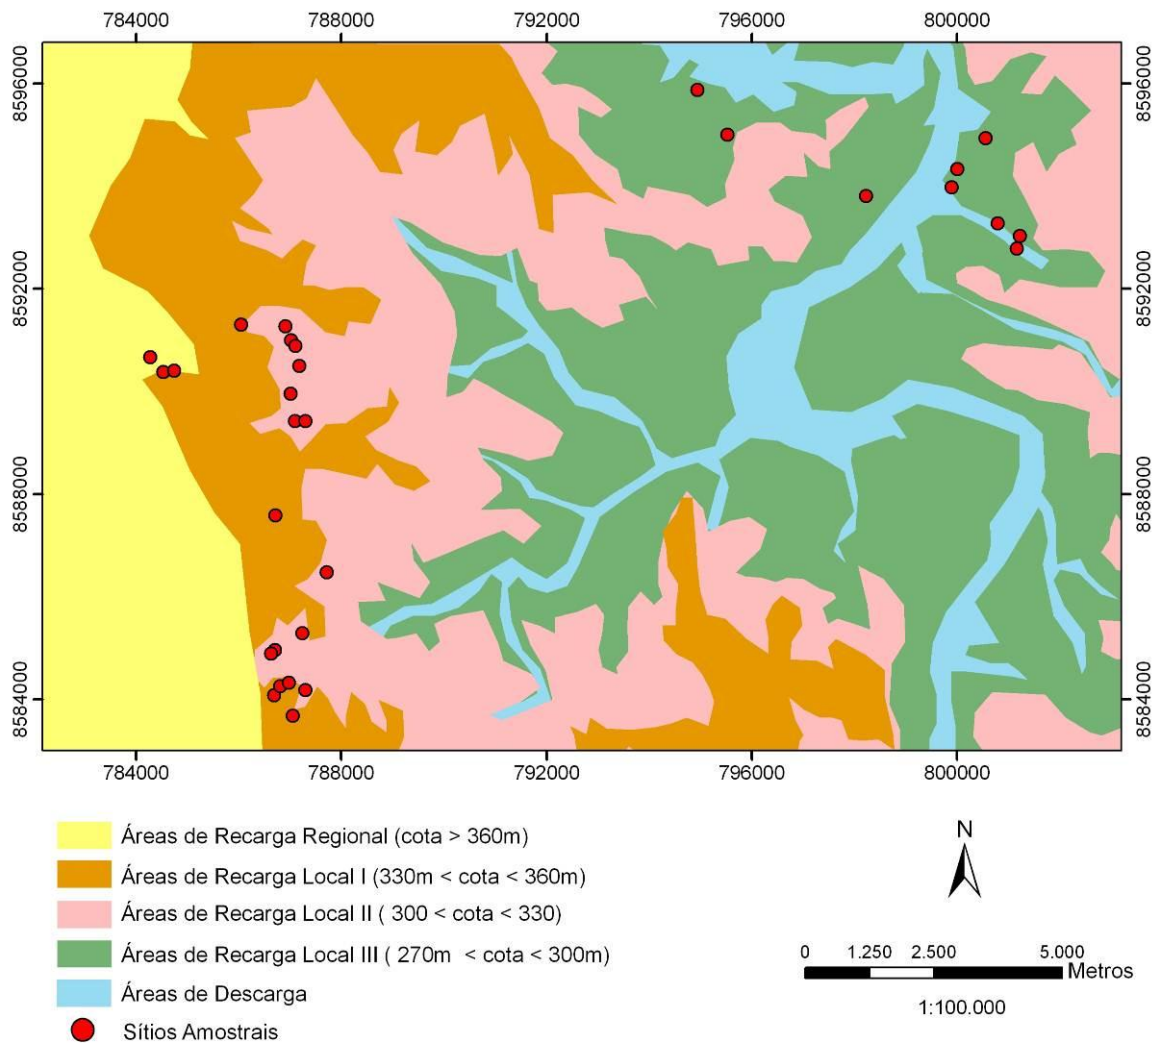 784000 788000 792000 796000 800000
8596000 8596000
8592000 8592000
8588000 8588000
8584000 8584000
784000 788000 792000 796000 800000
Áreas de Recarga Regional (cota > 360m)
Áreas de Recarga Local I (330m < cota < 360m)
Áreas de Recarga Local II ( 300 < cota < 330)
Áreas de Recarga Local III ( 270m < cota < 300m)
Áreas de Descarga
Sítios Amostrais
N
0 1.250 2.500 5.000
Metros
1:100.000